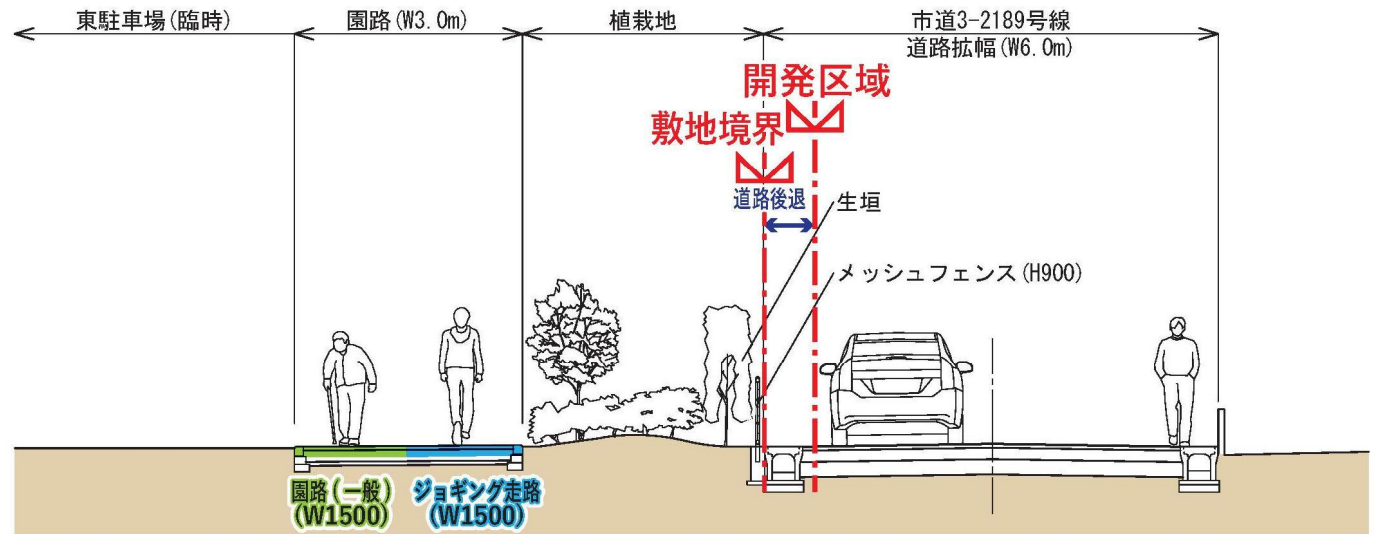 東駐車場(臨時)
園路(W3.0m)
植栽地
市道3-2189号線
道路拡幅(W6.0m)
開発区域
敷地境界
道路後退
生垣
メッシュフェンス(H900)
園路(一般)
(W1500)
ジョギング走路
(W1500)